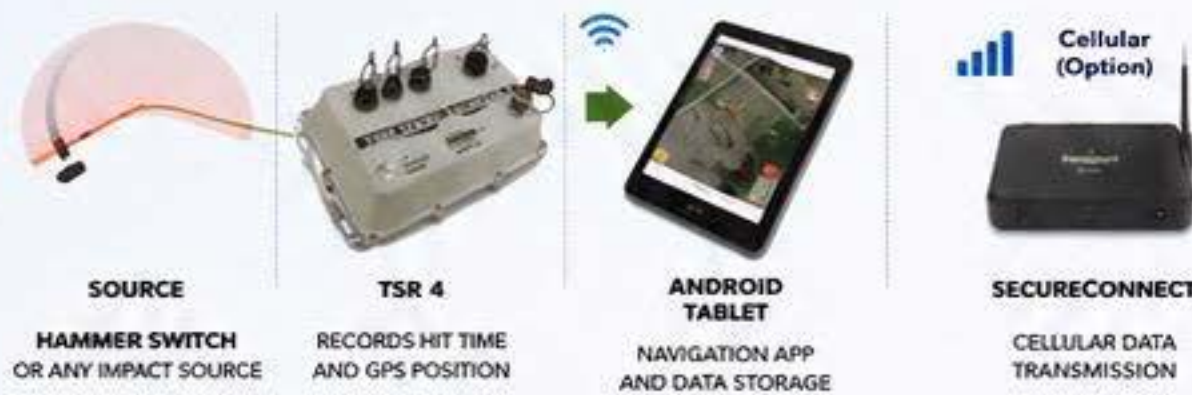 Cellular
(Option)
SOURCE
HAMMER SWITCH
OR ANY IMPACT SOURCE
TSR 4
RECORDS HIT TIME
AND GPS POSITION
ANDROID
TABLET
NAVIGATION APP
AND DATA STORAGE
SECURECONNECT
CELLULAR DATA
TRANSMISSION